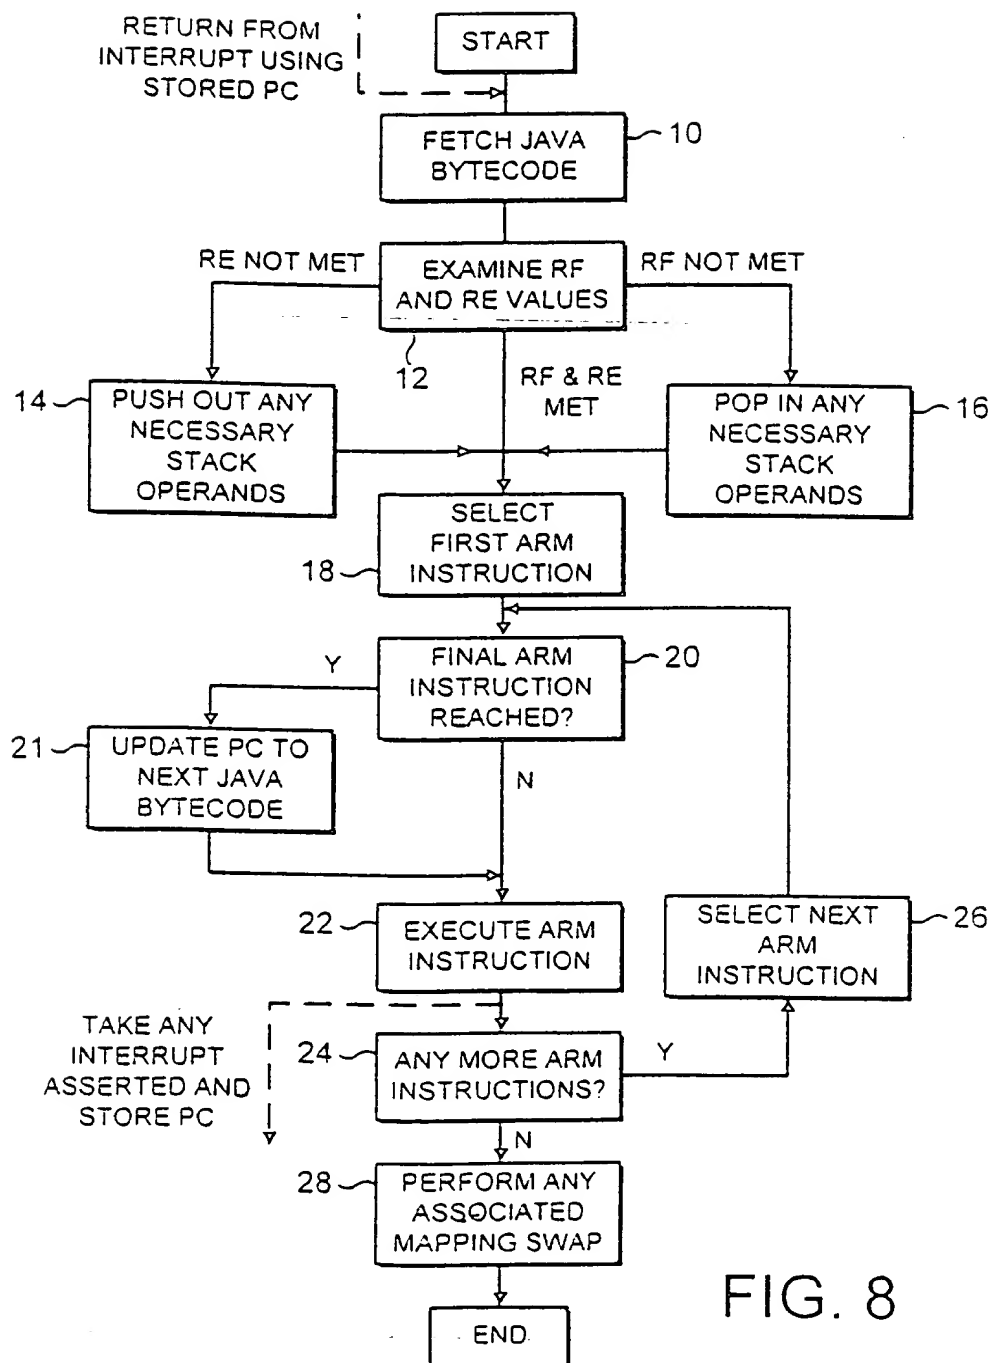 RETURN FROM
INTERRUPT USING
STORED PC
START
FETCH JAVA
BYTECODE
10
RE NOT MET
EXAMINE RF
AND RE VALUES
RF NOT MET
12
RF & RE
MET
14
PUSH OUT ANY
NECESSARY
STACK
OPERANDS
POP IN ANY
NECESSARY
STACK
OPERANDS
16
SELECT
FIRST ARM
INSTRUCTION
18
Y
FINAL ARM
INSTRUCTION
REACHED?
20
21
UPDATE PC TO
NEXT JAVA
BYTECODE
N
22
EXECUTE ARM
INSTRUCTION
SELECT NEXT
ARM
INSTRUCTION
26
TAKE ANY
INTERRUPT
ASSERTED AND
STORE PC
24
ANY MORE ARM
INSTRUCTIONS?
Y
N
28
PERFORM ANY
ASSOCIATED
MAPPING SWAP
END
FIG. 8